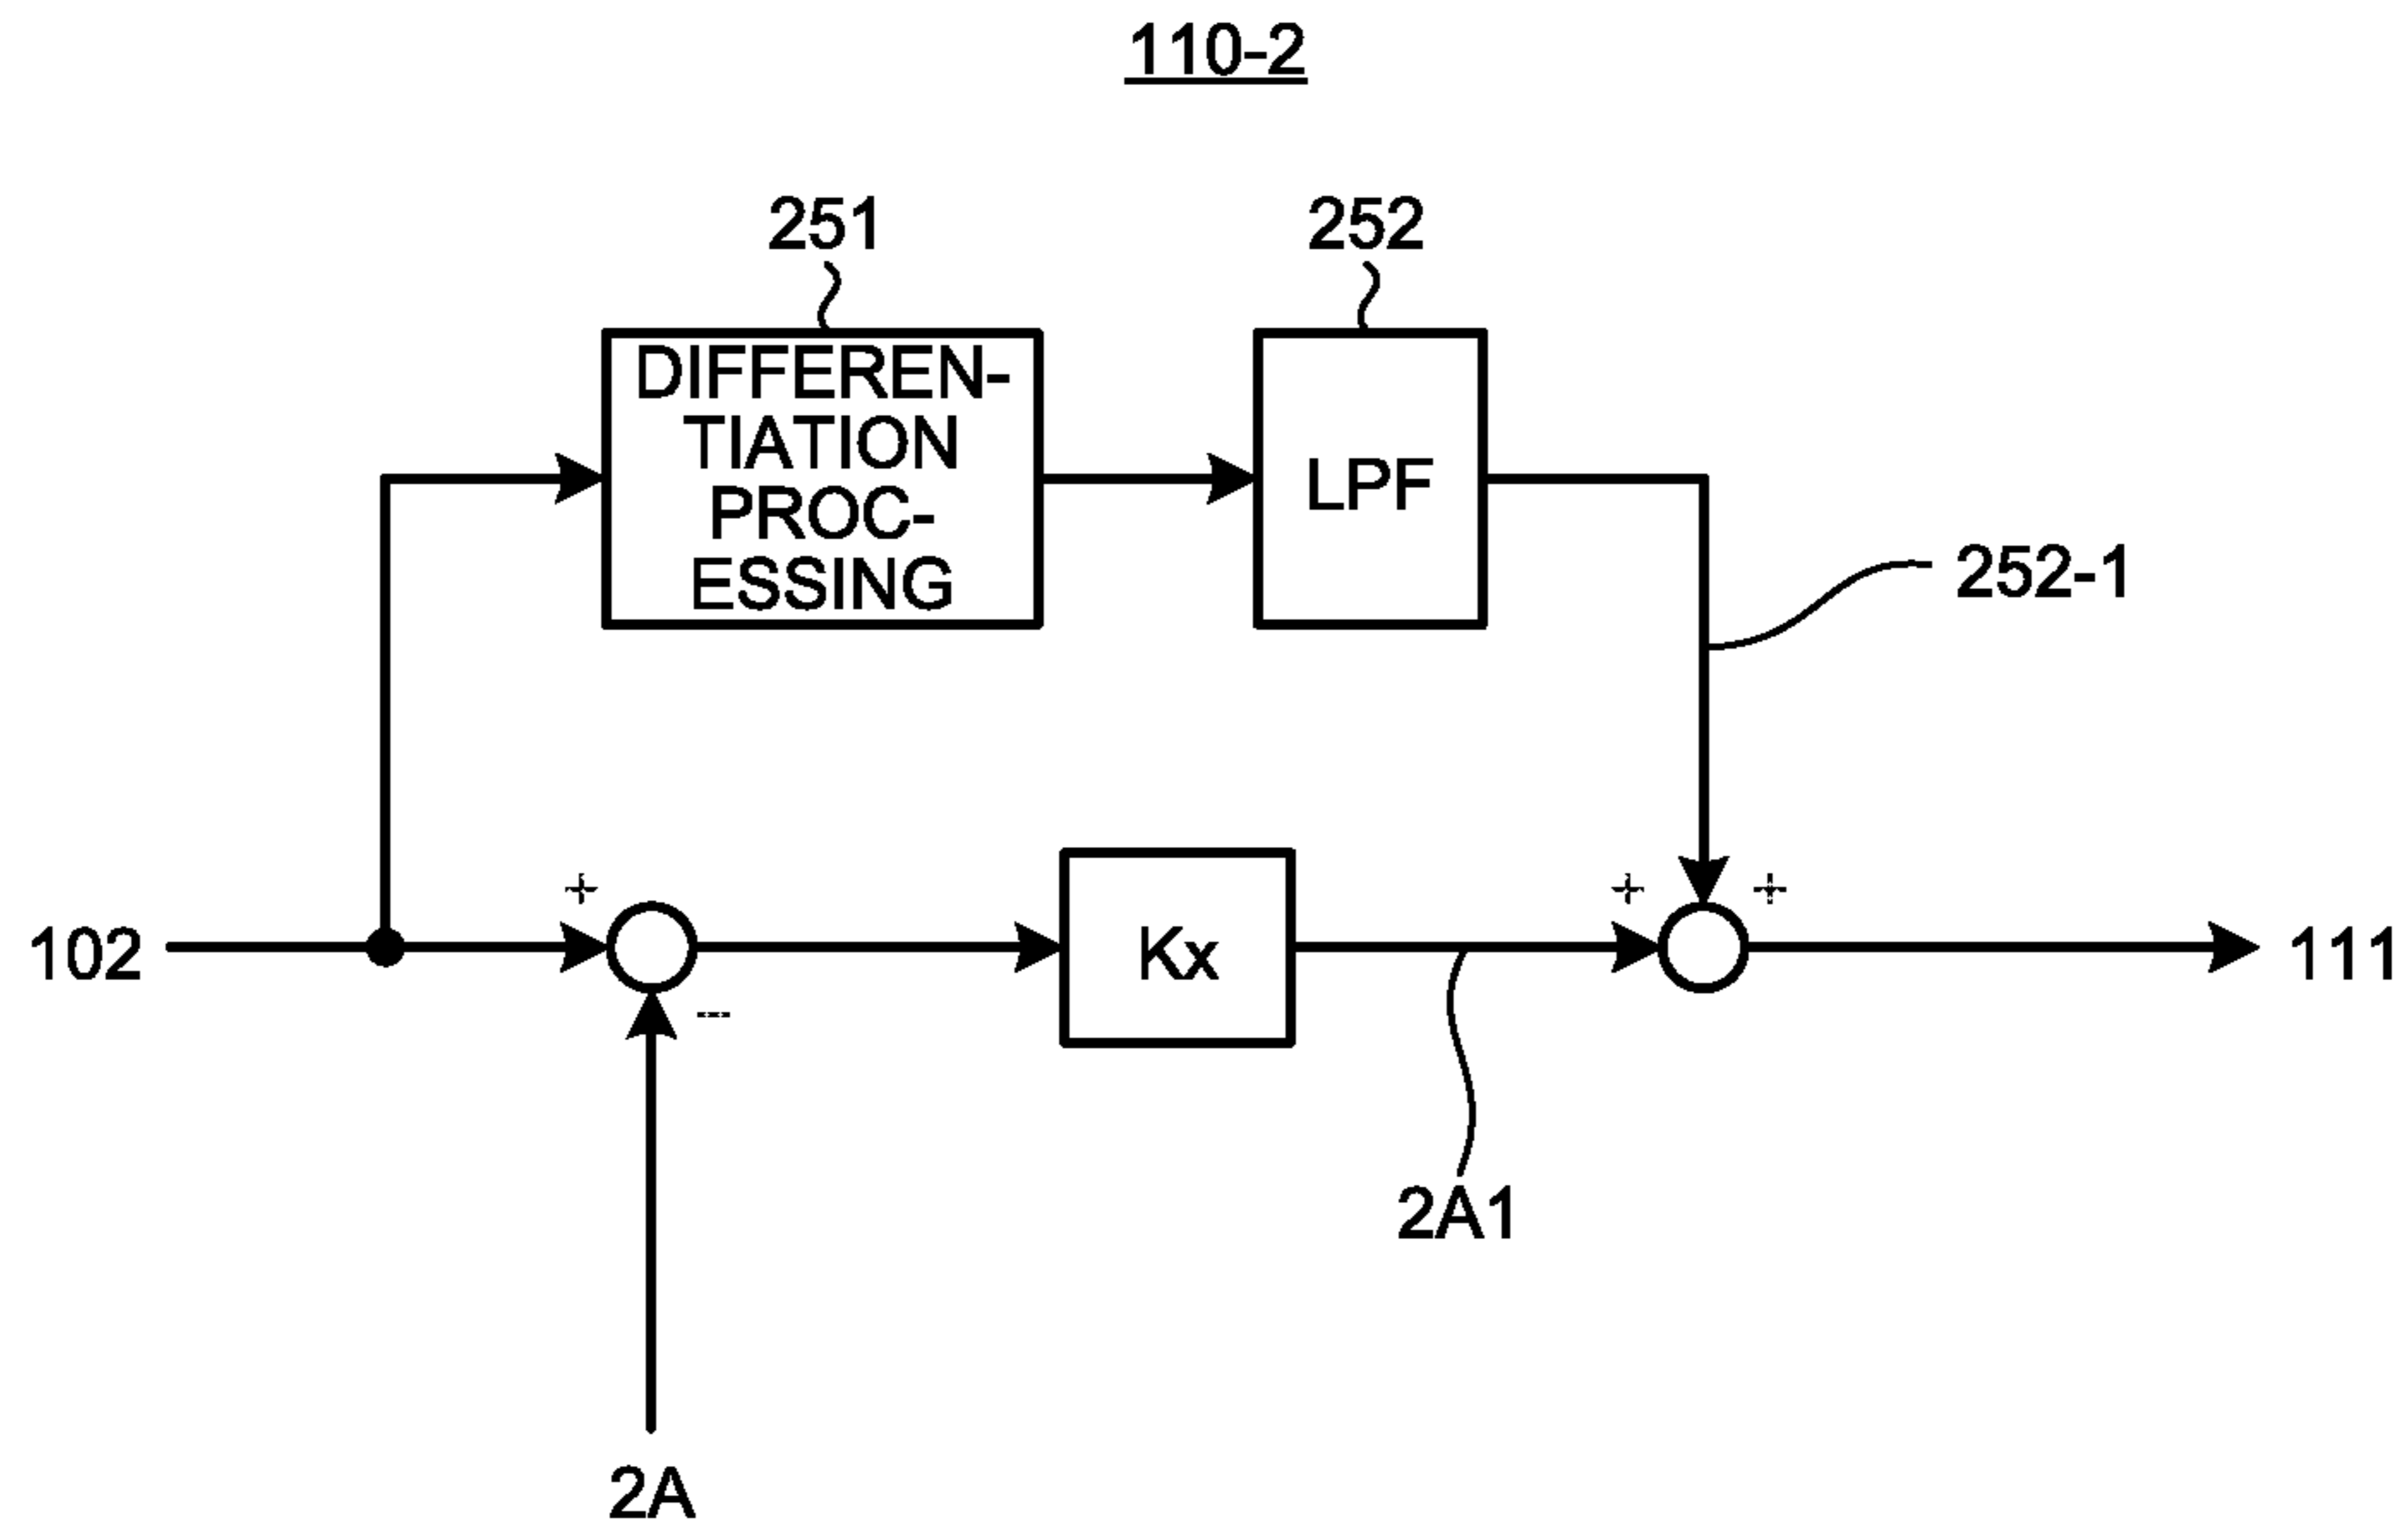 110-2
251
252
DIFFEREN-
TIATION
PROC-
ESSING
LPF
252-1
+
+
+
102
Kx
111
-
2A1
2A